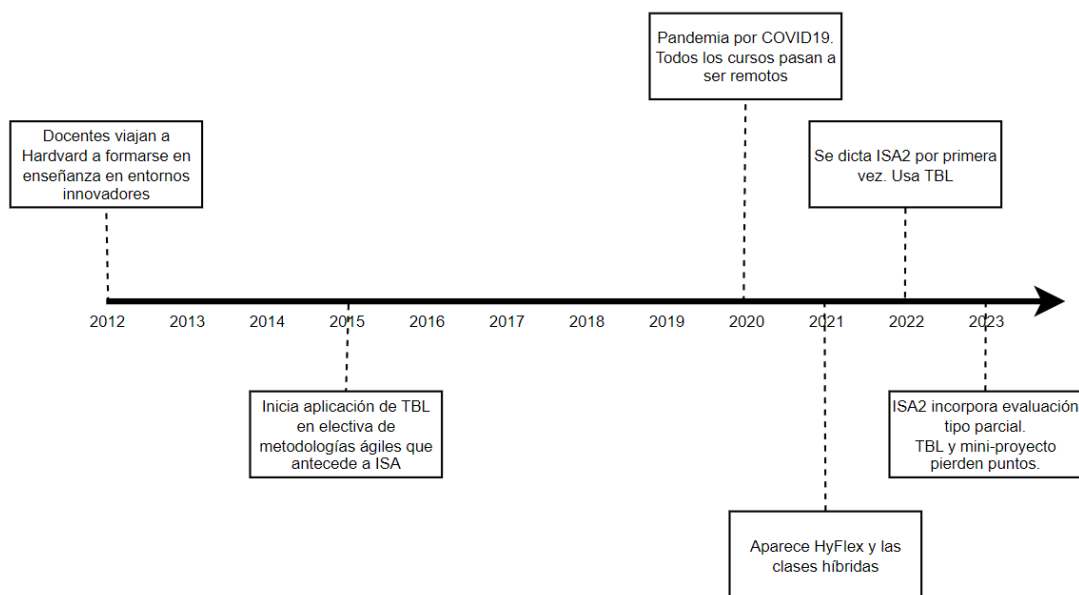 Pandemia por COVID19.
Todos los cursos pasan a
ser remotos
Docentes viajan a
Hardvard a formarse en
enseñanza en entornos
innovadores
Se dicta ISA2 por primera
vez. Usa TBL
2012 2013 2014 2015 2016 2017 2018 2019 2020 2021 2022 2023
Inicia aplicación de TBL
en electiva de
metodologías ágiles que
antecede a ISA
ISA2 incorpora evaluación
tipo parcial.
TBL y mini-proyecto
pierden puntos.
Aparece HyFlex y las
clases híbridas